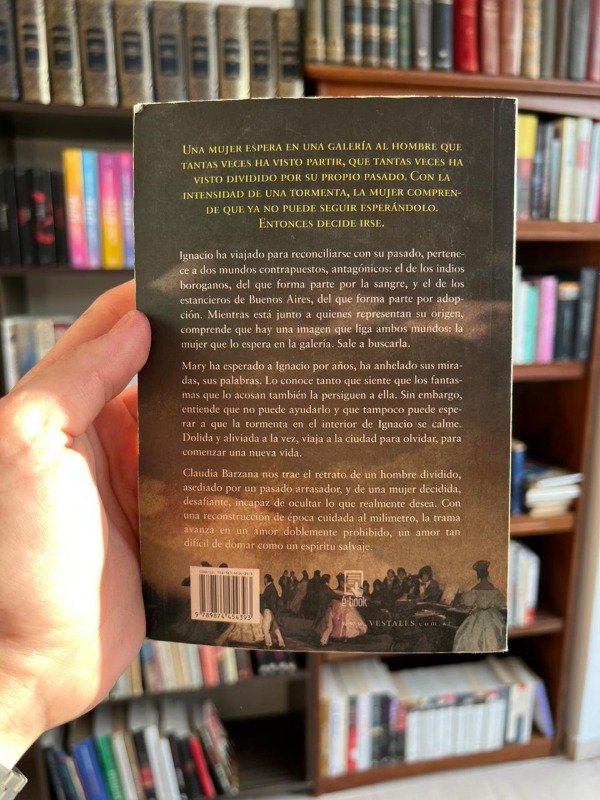 UNA MUJER ESPERA EN UNA GALERÍA AL HOMBRE QUE
TANTAS VECES HA VISTO PARTIR, QUE TANTAS VECES HA
VISTO DIVIDIDO POR SU PROPIO PASADO. CON LA
INTENSIDAD DE UNA TORMENTA, LA MUJER COMPREN-
DE QUE YA NO PUEDE SEGUIR ESPERÁNDOLO.
ENTONCES DECIDE IRSE.
Ignacio ha viajado para reconciliarse con su pasado, pertene-
ce a dos mundos contrapuestos, antagónicos: el de los indios
boroganos, del que forma parte por la sangre, y el de los
estancieros de Buenos Aires, del que forma parte por adop-
ción. Mientras está junto a quienes representan su origen,
comprende que hay una imagen que liga ambos mundos: la
mujer que lo espera en la galería. Sale a buscarla.
Mary ha esperado a Ignacio por años, ha anhelado sus mira-
das, sus palabras. Lo conoce tanto que siente que los fantas-
mas que lo acosan también la persiguen a ella. Sin embargo,
entiende que no puede ayudarlo y que tampoco puede espe-
rar a que la tormenta en el interior de Ignacio se calme.
Dolida y aliviada a la vez, viaja a la ciudad para olvidar, para
comenzar una nueva vida.
Claudia Barzana nos trae el retrato de un hombre dividido,
asediado por un pasado arrasador, y de una mujer decidida,
desafiante, incapaz de ocultar lo que realmente desea. Con
una reconstrucción de época cuidada al milímetro, la trama
avanza en un amor doblemente prohibido, un amor tan
difícil de domar como un espíritu salvaje.
9 789874 454393
e-book
www.VESTALES.com.ar